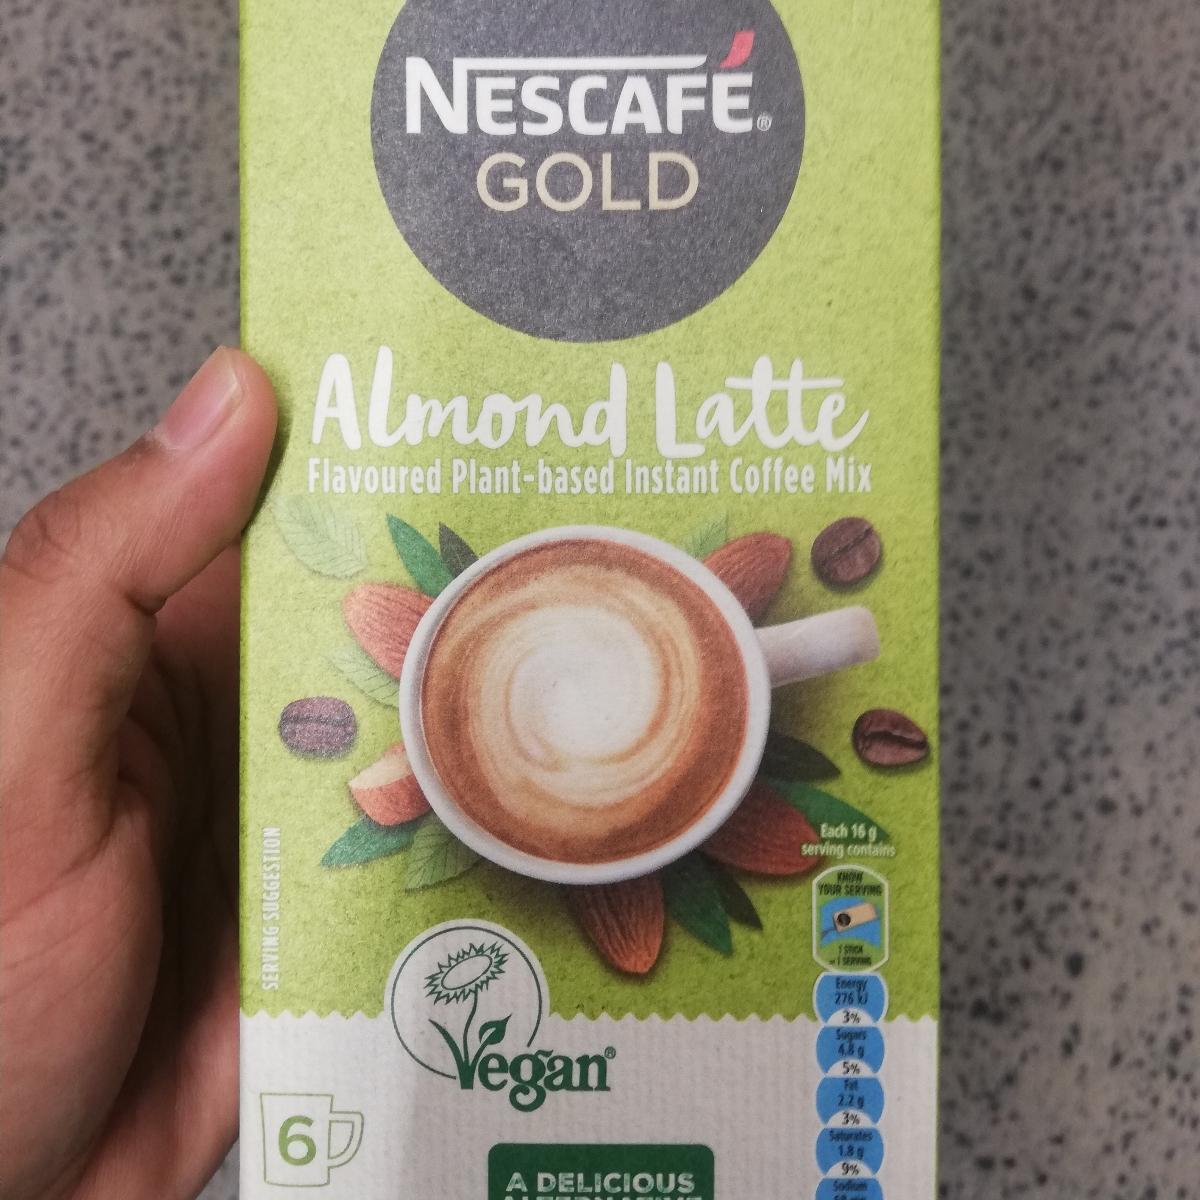 NESCAFÉ®
GOLD
Almond Latte
Flavoured Plant-based Instant Coffee Mix
Each 16 g
serving contains
KNOW
YOUR SERVING
1 STICK
= 1 SERVING
Energy
276 kJ
3%
Sugars
4.8 g
5%
Fat
2.2 g
3%
Saturates
1.8 g
9%
Sodium
SERVING SUGGESTION
Vegan®
6
A DELICIOUS
ALTERNATIVE